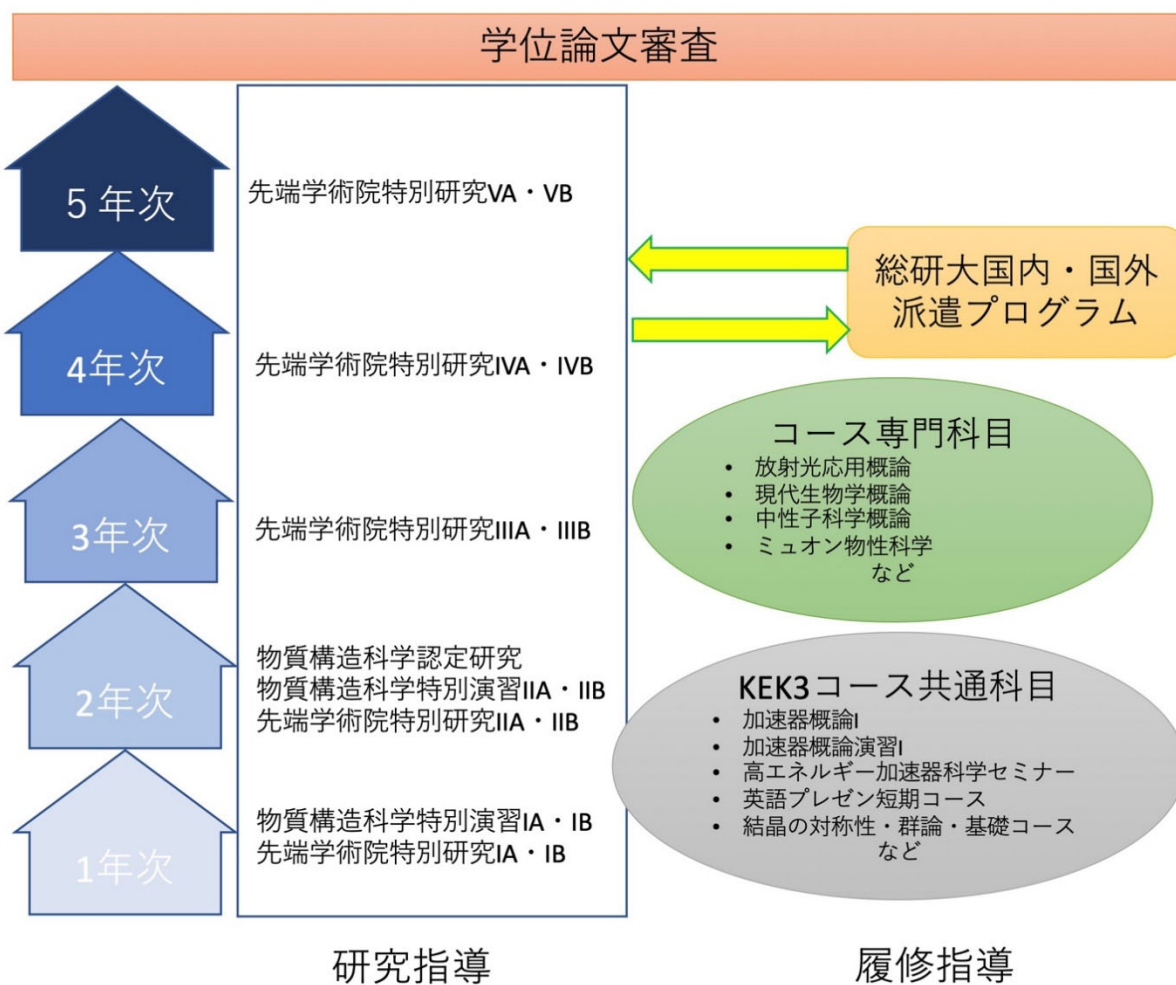 学位論文審査
5年次
先端学術院特別研究VA・VB
総研大国内・国外
派遣プログラム
4年次
先端学術院特別研究IVA・IVB
コース専門科目
• 放射光応用概論
• 現代生物学概論
• 中性子科学概論
• ミュオン物性科学
など
3年次
先端学術院特別研究IIIA・IIIB
2年次
物質構造科学認定研究
物質構造科学特別演習IIA・IIB
先端学術院特別研究IIA・IIB
KEK3コース共通科目
• 加速器概論I
• 加速器概論演習I
• 高エネルギー加速器科学セミナー
• 英語プレゼン短期コース
• 結晶の対称性・群論・基礎コース
など
1年次
物質構造科学特別演習IA・IB
先端学術院特別研究IA・IB
研究指導
履修指導